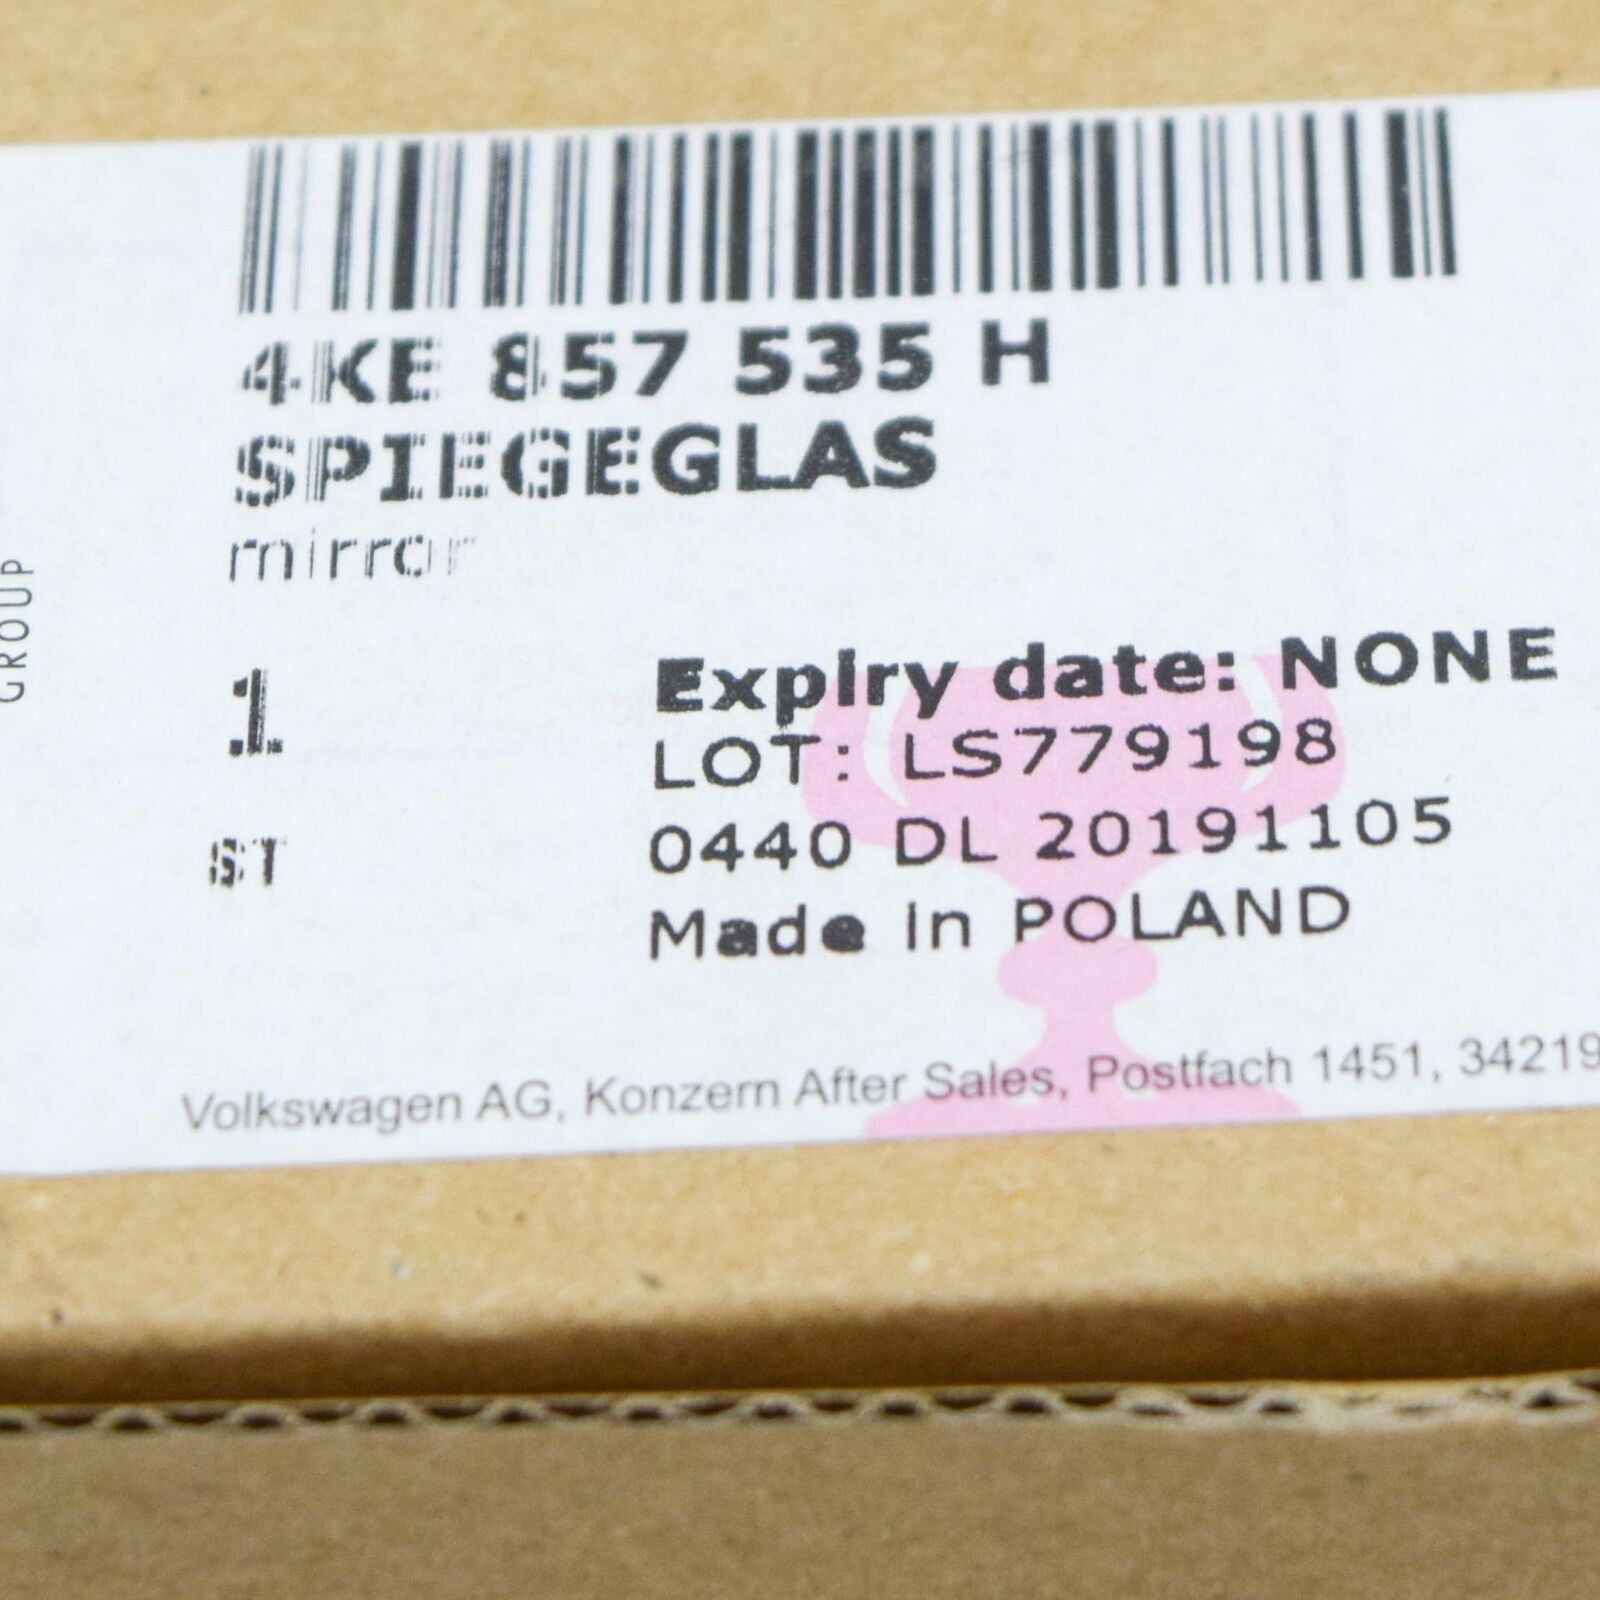 4KE 857 535 H
SPIEGEGLAS
mirror
GROUP
1
ST
Expiry date: NONE
LOT: LS779198
0440 DL 20191105
Made in POLAND
Volkswagen AG, Konzern After Sales, Postfach 1451, 34219